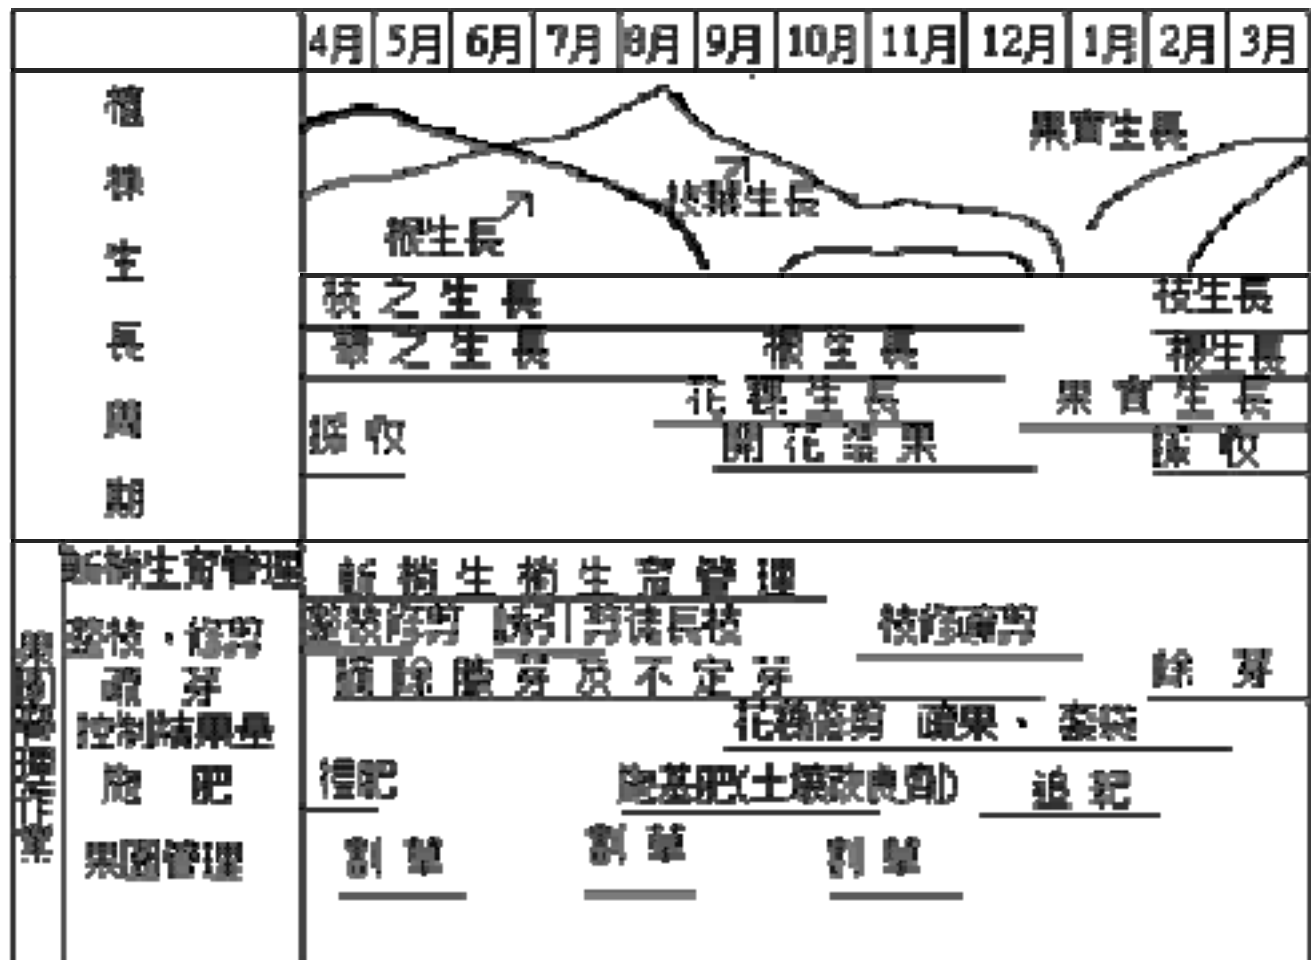 4月 5月 6月 7月 8月 9月 10月 11月 12月 1月 2月 3月
植株生長周期
果實生長
枝梢生長
根生長
枝之生長 枝生長
根生長 根生長
花穗生長 果實生長
採收 開花著果 採收
新梢生育管理 新梢生梢生育管理
整枝·修剪 整枝修剪 誘引 剪徒長枝 枝修疏剪
疏芽 摘除腋芽及不定芽 除芽
控制結果量 花穗修剪 疏果、套袋
施肥 禮肥 施基肥(土壤改良劑) 追肥
果園管理 割草 割草 割草
果園管理作業